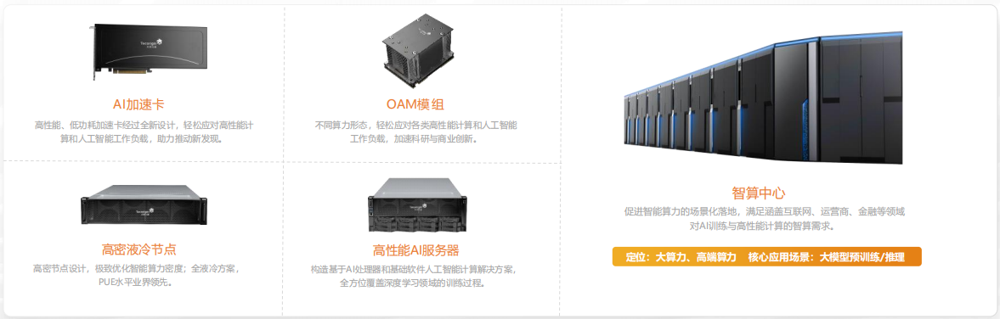 Tecorigin
AI加速卡
高性能、低功耗加速卡经过全新设计，轻松应对高性能计
算和人工智能工作负载，助力推动新发现。
OAM模组
不同算力形态，轻松应对各类高性能计算和人工智能
工作负载，加速科研与商业创新。
Tecorigin
高密液冷节点
高密节点设计，极致优化智能算力密度；全液冷方案，
PUE水平业界领先。
Tecorigin
高性能AI服务器
构造基于AI处理器和基础软件人工智能计算解决方案，
全方位覆盖深度学习领域的训练过程。
智算中心
促进智能算力的场景化落地，满足涵盖互联网、运营商、金融等领域
对AI训练与高性能计算的智算需求。
定位：大算力、高端算力 核心应用场景：大模型预训练/推理